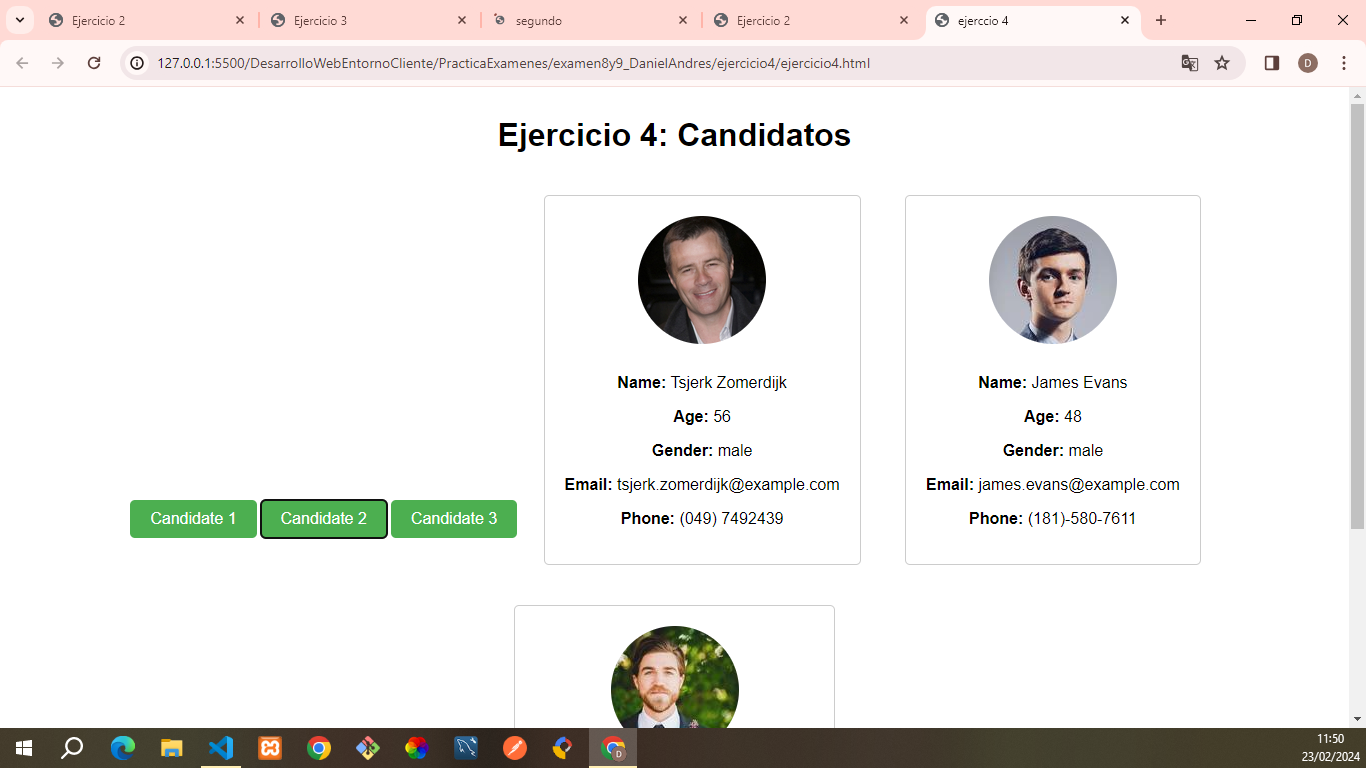 Ejercicio 2
Ejercicio 3
segundo
Ejercicio 2
ejerccio 4
127.0.0.1:5500/DesarrolloWebEntornoCliente/PracticaExamenes/examen8y9_DanielAndres/ejercicio4/ejercicio4.html
D
Ejercicio 4: Candidatos
Candidate 1
Candidate 2
Candidate 3
Name: Tsjerk Zomerdijk
Age: 56
Gender: male
Email: tsjerk.zomerdijk@example.com
Phone: (049) 7492439
Name: James Evans
Age: 48
Gender: male
Email: james.evans@example.com
Phone: (181)-580-7611
D
11:50
23/02/2024